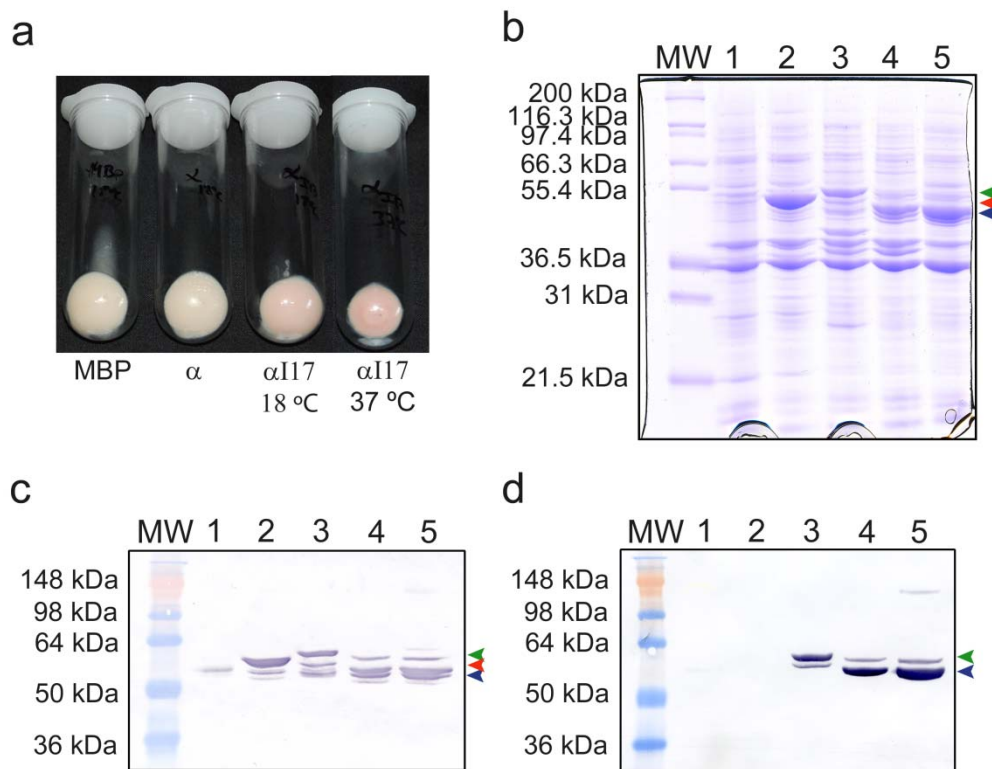 a
MBP
α
αI17
18 ºC
αI17
37 ºC
b
MW 1 2 3 4 5
200 kDa
116.3 kDa
97.4 kDa
66.3 kDa
55.4 kDa
36.5 kDa
31 kDa
21.5 kDa
c
MW 1 2 3 4 5
148 kDa
98 kDa
64 kDa
50 kDa
36 kDa
d
MW 1 2 3 4 5
148 kDa
98 kDa
64 kDa
50 kDa
36 kDa